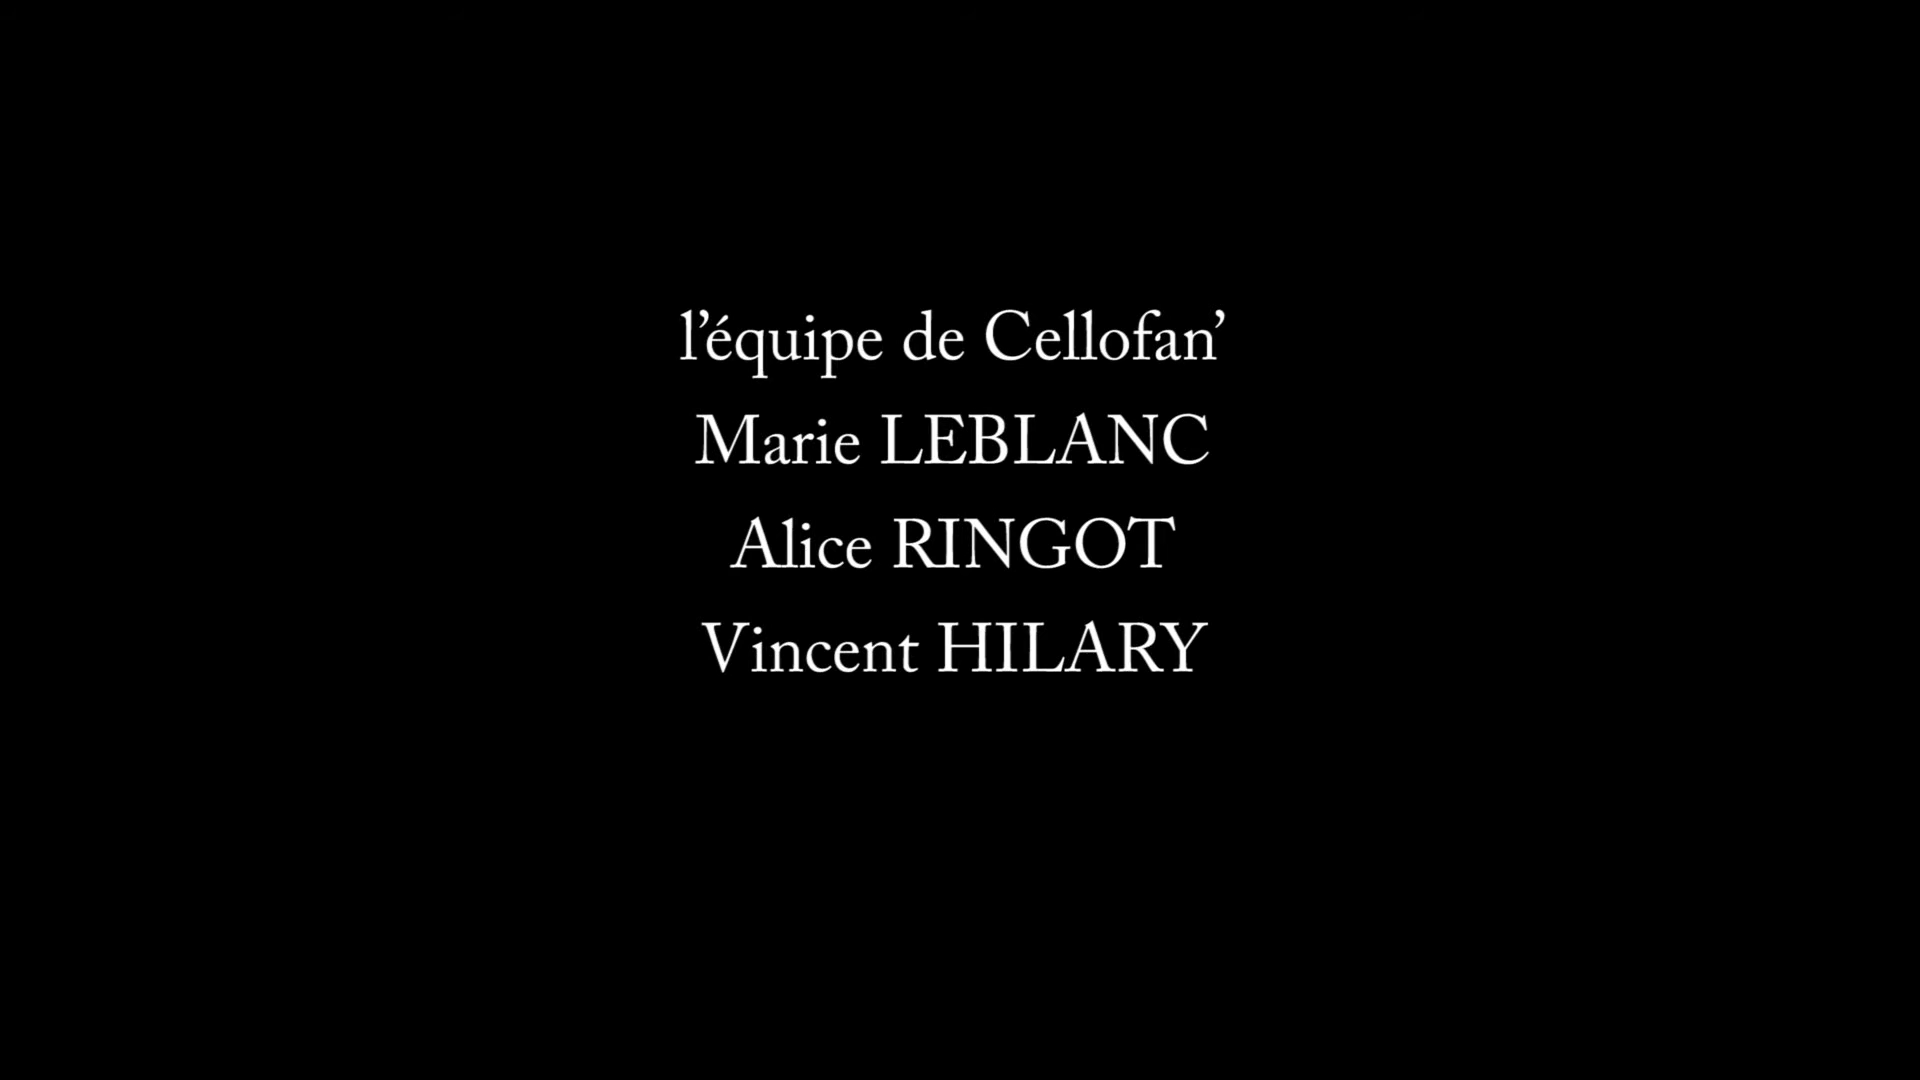 l’équipe de Cellofan’
Marie LEBLANC
Alice RINGOT
Vincent HILARY